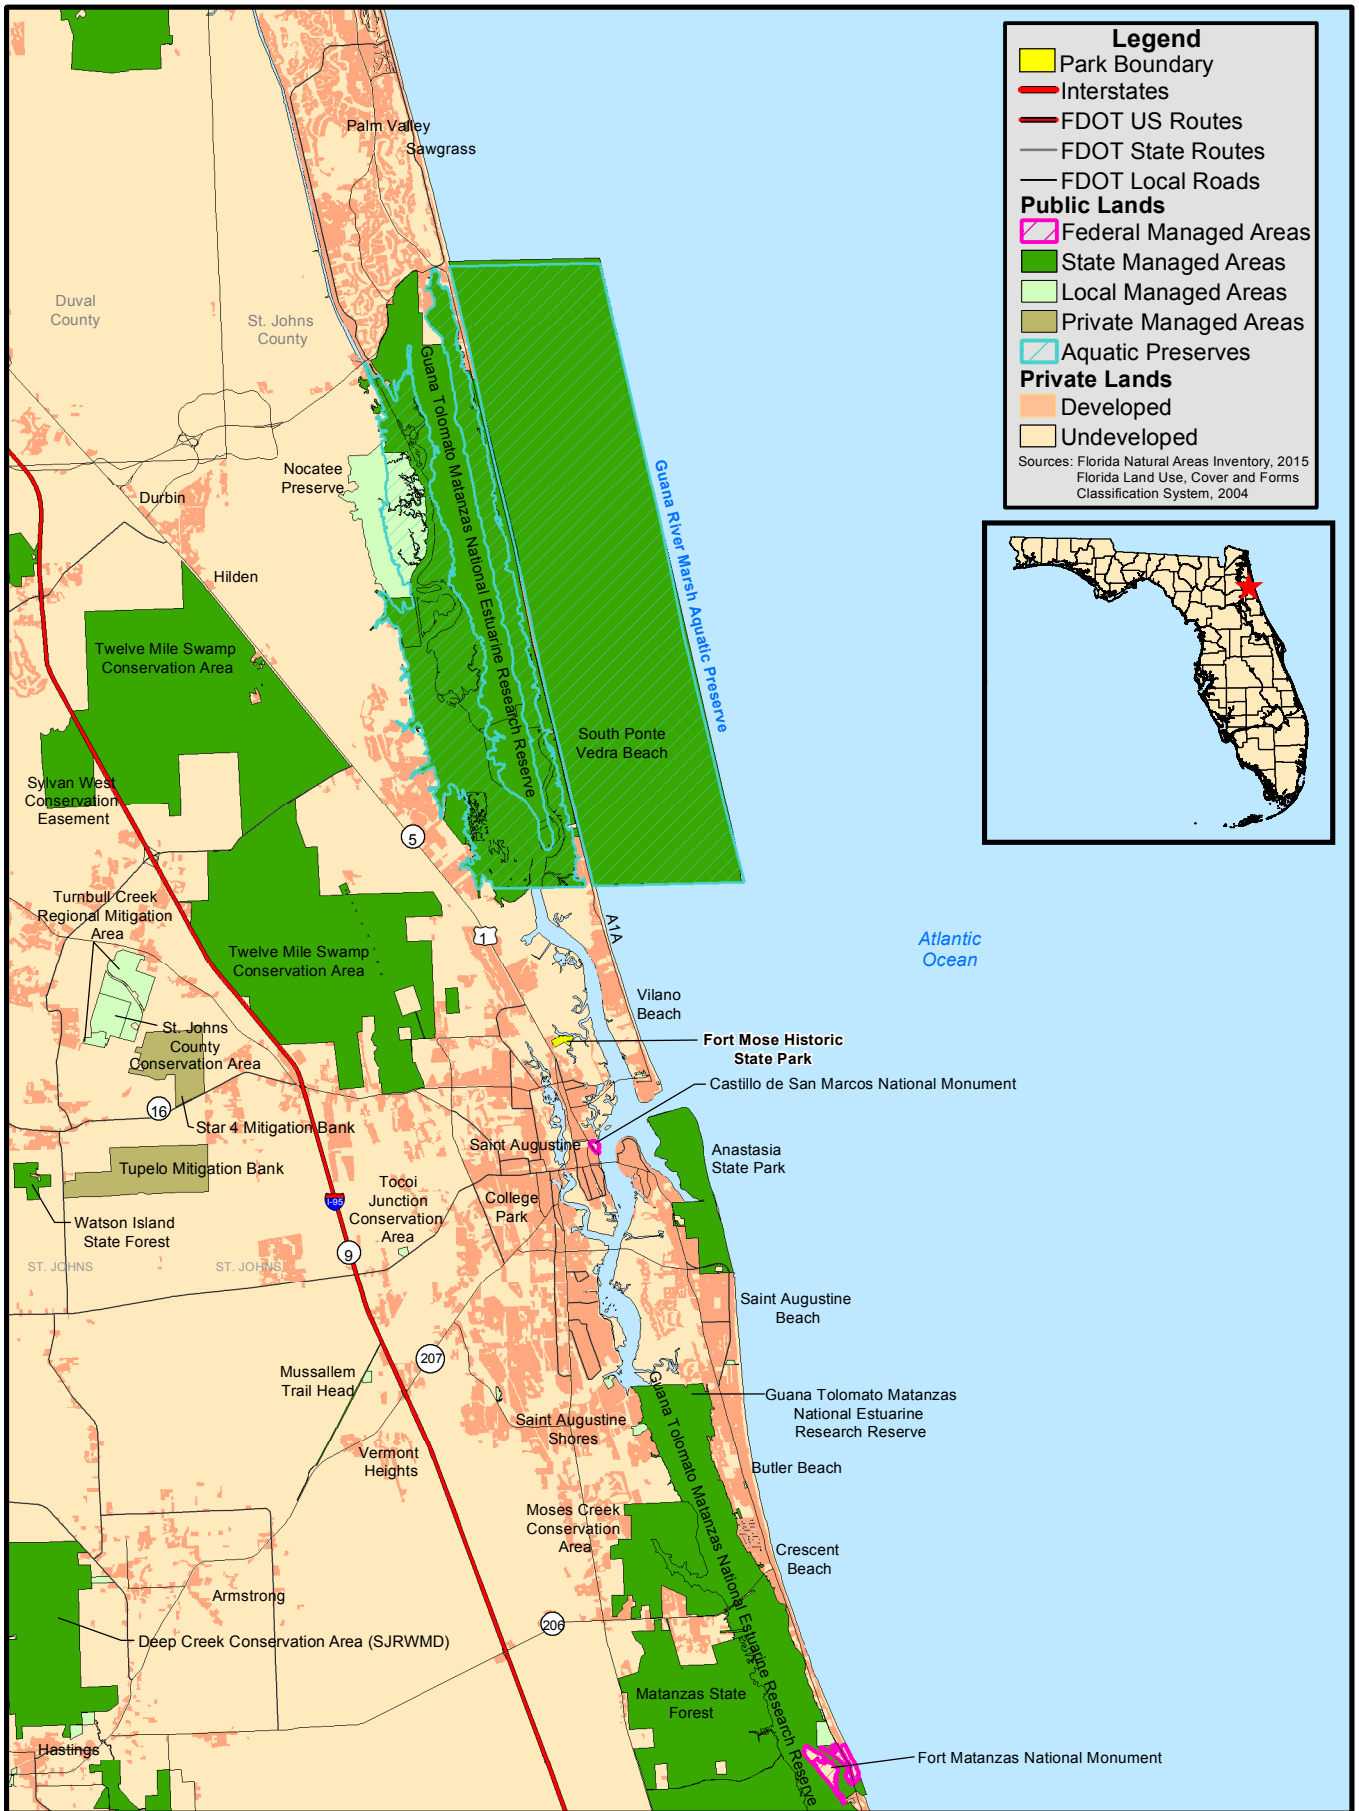 Legend
Park Boundary
Interstates
FDOT US Routes
FDOT State Routes
FDOT Local Roads
Public Lands
Federal Managed Areas
State Managed Areas
Local Managed Areas
Private Managed Areas
Aquatic Preserves
Private Lands
Developed
Undeveloped
Sources: Florida Natural Areas Inventory, 2015
Florida Land Use, Cover and Forms
Classification System, 2004
Palm Valley
Sawgrass
Duval
County
St. Johns
County
Guana Tolomato Matanzas National Estuarine Research Reserve
Guana River Marsh Aquatic Preserve
Nocatee
Preserve
Durbin
Hilden
Twelve Mile Swamp
Conservation Area
South Ponte
Vedra Beach
Sylvan West
Conservation
Easement
5
Turnbull Creek
Regional Mitigation
Area
1
A1A
Twelve Mile Swamp
Conservation Area
Atlantic
Ocean
Vilano
Beach
St. Johns
County
Conservation Area
Fort Mose Historic
State Park
Castillo de San Marcos National Monument
16
Star 4 Mitigation Bank
Saint Augustine
Anastasia
State Park
Tupelo Mitigation Bank
Tocoi
Junction
Conservation
Area
College
Park
I-95
Watson Island
State Forest
9
ST. JOHNS
ST. JOHNS
Saint Augustine
Beach
207
Mussallem
Trail Head
Guana Tolomato Matanzas
National Estuarine
Research Reserve
Saint Augustine
Shores
Vermont
Heights
Butler Beach
Guana Tolomato Matanzas National Estuarine Research Reserve
Moses Creek
Conservation
Area
Crescent
Beach
Armstrong
206
Deep Creek Conservation Area (SJRWMD)
Matanzas State
Forest
Hastings
Fort Matanzas National Monument